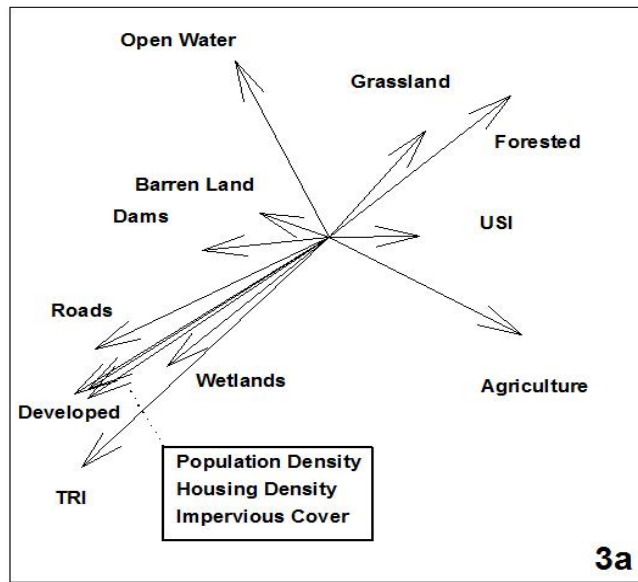 Open Water
Grassland
Forested
Barren Land
Dams
USI
Roads
Wetlands
Agriculture
Developed
Population Density
Housing Density
Impervious Cover
TRI
3a